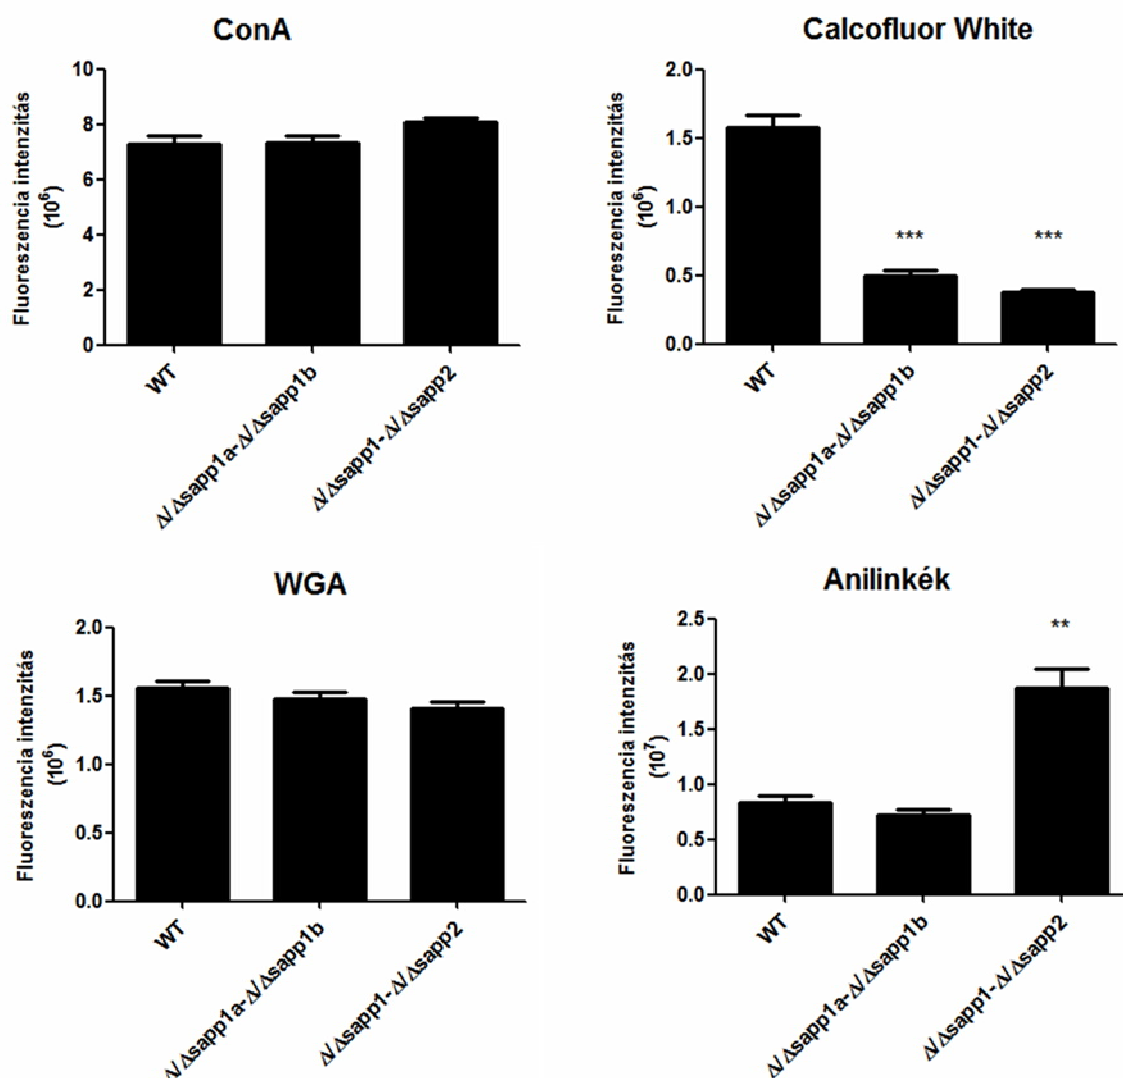 ConA
Fluoreszencia intenzitás
(10⁶)
10
8
6
4
2
0
WT
Δ/Δsapp1a-Δ/Δsapp1b
Δ/Δsapp1-Δ/Δsapp2
Calcofluor White
Fluoreszencia intenzitás
(10⁶)
2.0
1.5
1.0
0.5
0.0
***
***
WT
Δ/Δsapp1a-Δ/Δsapp1b
Δ/Δsapp1-Δ/Δsapp2
WGA
Fluoreszencia intenzitás
(10⁶)
2.0
1.5
1.0
0.5
0.0
WT
Δ/Δsapp1a-Δ/Δsapp1b
Δ/Δsapp1-Δ/Δsapp2
Anilinkék
Fluoreszencia intenzitás
(10⁷)
2.5
2.0
1.5
1.0
0.5
0.0
**
WT
Δ/Δsapp1a-Δ/Δsapp1b
Δ/Δsapp1-Δ/Δsapp2